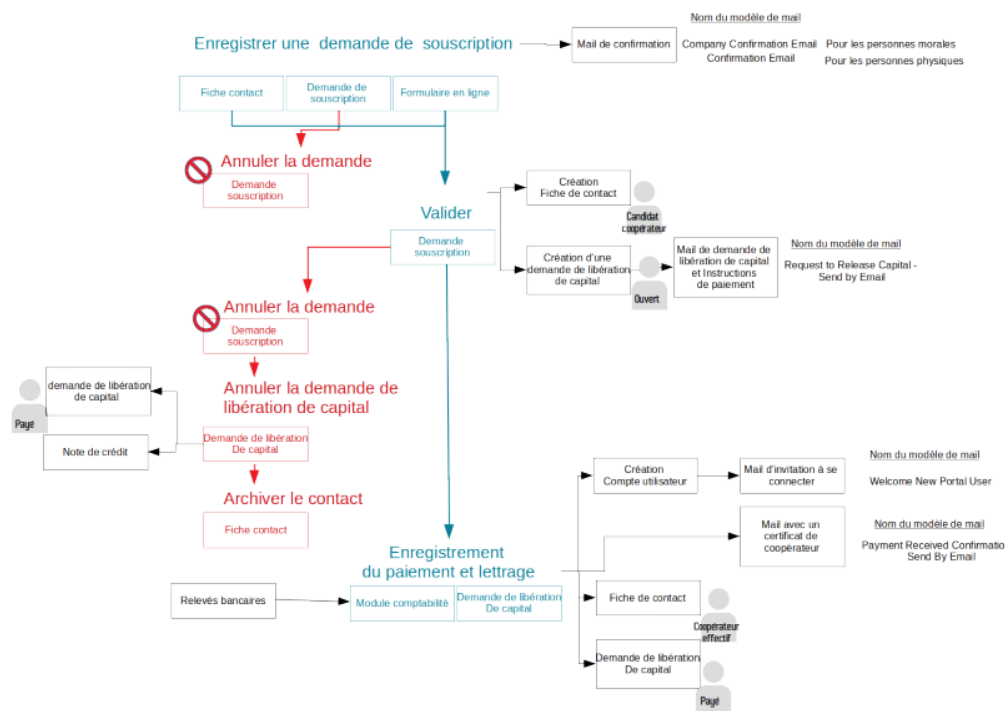 Nom du modèle de mail
Enregistrer une demande de souscription
Mail de confirmation
Company Confirmation Email
Pour les personnes morales
Confirmation Email
Pour les personnes physiques
Fiche contact
Demande de
souscription
Formulaire en ligne
Annuler la demande
Demande
souscription
Création
Fiche de contact
Candidat
coopérateur
Valider
Demande
souscription
Création d'une
demande de libération
de capital
Ouvert
Mail de demande de
libération de capital
et Instructions
de paiement
Nom du modèle de mail
Request to Release Capital -
Send by Email
Annuler la demande
Demande
souscription
Annuler la demande de
libération de capital
demande de libération
de capital
Payé
Note de crédit
Demande de libération
De capital
Archiver le contact
Fiche contact
Création
Compte utilisateur
Mail d'invitation à se
connecter
Nom du modèle de mail
Welcome New Portal User
Mail avec un
certificat de
coopérateur
Nom du modèle de mail
Payment Received Confirmatio
Send By Email
Enregistrement
du paiement et lettrage
Relevés bancaires
Module comptabilité
Demande de libération
De capital
Fiche de contact
Coopérateur
effectif
Demande de libération
De capital
Payé